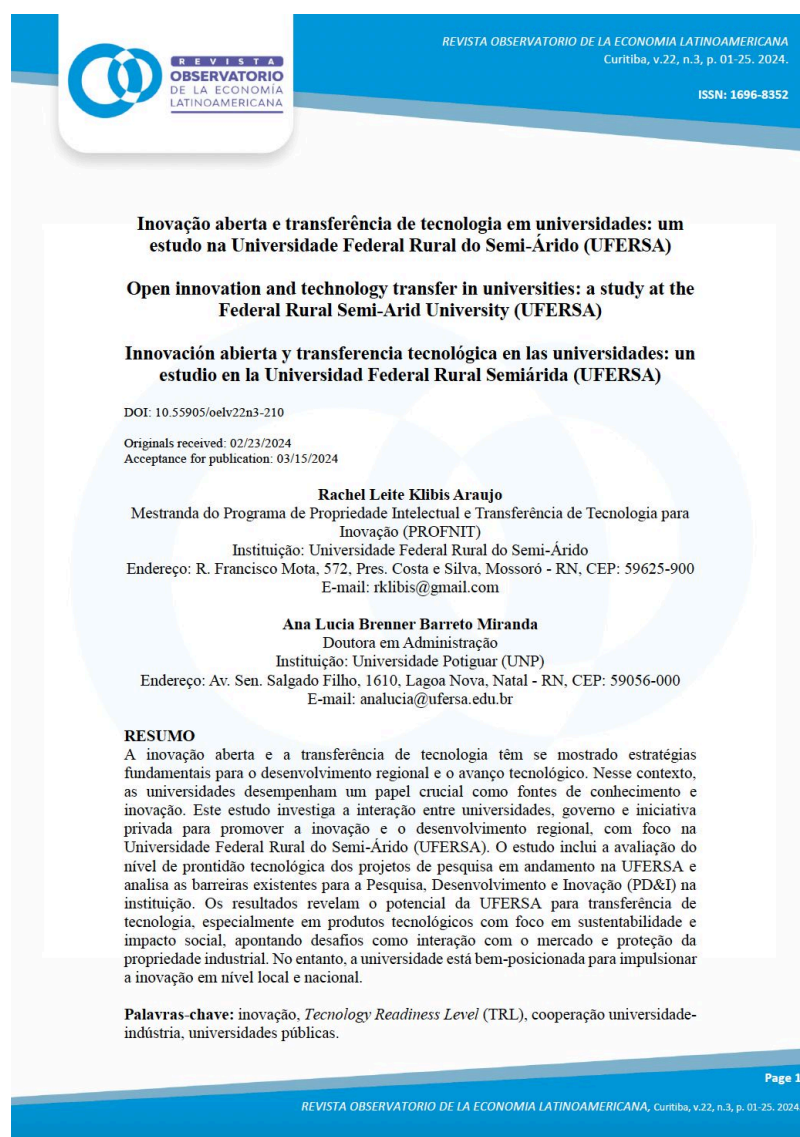 REVISTA OBSERVATORIO DE LA ECONOMIA LATINOAMERICANA
Curitiba, v.22, n.3, p. 01-25. 2024.
ISSN: 1696-8352
REVISTA
OBSERVATORIO
DE LA ECONOMÍA
LATINOAMERICANA
Inovação aberta e transferência de tecnologia em universidades: um
estudo na Universidade Federal Rural do Semi-Árido (UFERSA)
Open innovation and technology transfer in universities: a study at the
Federal Rural Semi-Arid University (UFERSA)
Innovación abierta y transferencia tecnológica en las universidades: un
estudio en la Universidad Federal Rural Semiárida (UFERSA)
DOI: 10.55905/oelv22n3-210
Originals received: 02/23/2024
Acceptance for publication: 03/15/2024
Rachel Leite Klibis Araujo
Mestranda do Programa de Propriedade Intelectual e Transferência de Tecnologia para
Inovação (PROFNIT)
Instituição: Universidade Federal Rural do Semi-Árido
Endereço: R. Francisco Mota, 572, Pres. Costa e Silva, Mossoró - RN, CEP: 59625-900
E-mail: rklibis@gmail.com
Ana Lucia Brenner Barreto Miranda
Doutora em Administração
Instituição: Universidade Potiguar (UNP)
Endereço: Av. Sen. Salgado Filho, 1610, Lagoa Nova, Natal - RN, CEP: 59056-000
E-mail: analucia@ufersa.edu.br
RESUMO
A inovação aberta e a transferência de tecnologia têm se mostrado estratégias
fundamentais para o desenvolvimento regional e o avanço tecnológico. Nesse contexto,
as universidades desempenham um papel crucial como fontes de conhecimento e
inovação. Este estudo investiga a interação entre universidades, governo e iniciativa
privada para promover a inovação e o desenvolvimento regional, com foco na
Universidade Federal Rural do Semi-Árido (UFERSA). O estudo inclui a avaliação do
nível de prontidão tecnológica dos projetos de pesquisa em andamento na UFERSA e
analisa as barreiras existentes para a Pesquisa, Desenvolvimento e Inovação (PD&I) na
instituição. Os resultados revelam o potencial da UFERSA para transferência de
tecnologia, especialmente em produtos tecnológicos com foco em sustentabilidade e
impacto social, apontando desafios como interação com o mercado e proteção da
propriedade industrial. No entanto, a universidade está bem-posicionada para impulsionar
a inovação em nível local e nacional.
Palavras-chave: inovação, Tecnology Readiness Level (TRL), cooperação universidade-
indústria, universidades públicas.
Page 1
REVISTA OBSERVATORIO DE LA ECONOMIA LATINOAMERICANA, Curitiba, v.22, n.3, p. 01-25. 2024.